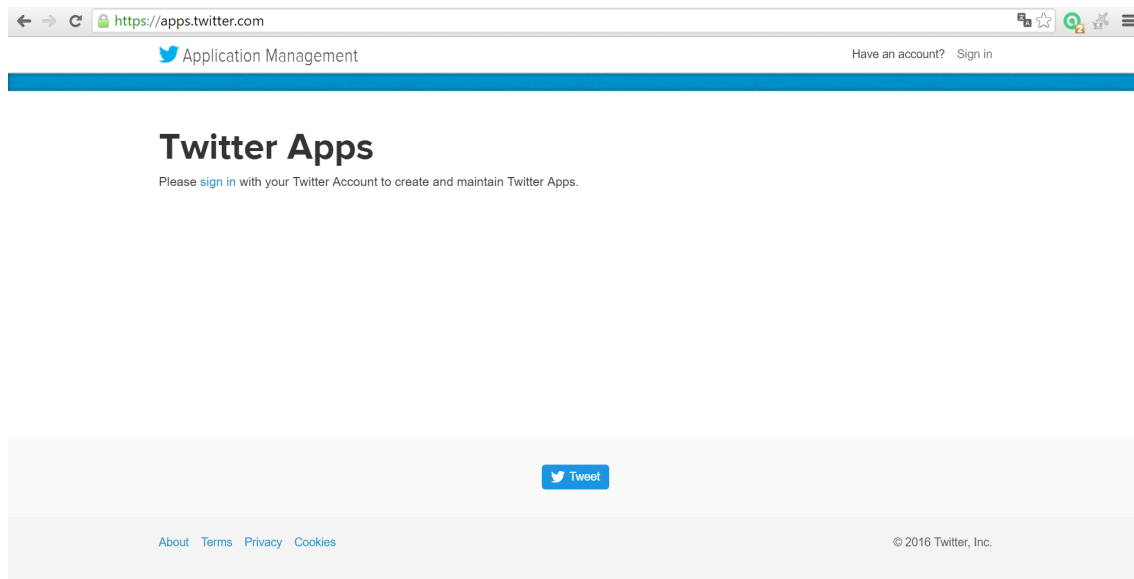 https://apps.twitter.com
Application Management
Have an account? Sign in
Twitter Apps
Please sign in with your Twitter Account to create and maintain Twitter Apps.
Tweet
About Terms Privacy Cookies
© 2016 Twitter, Inc.